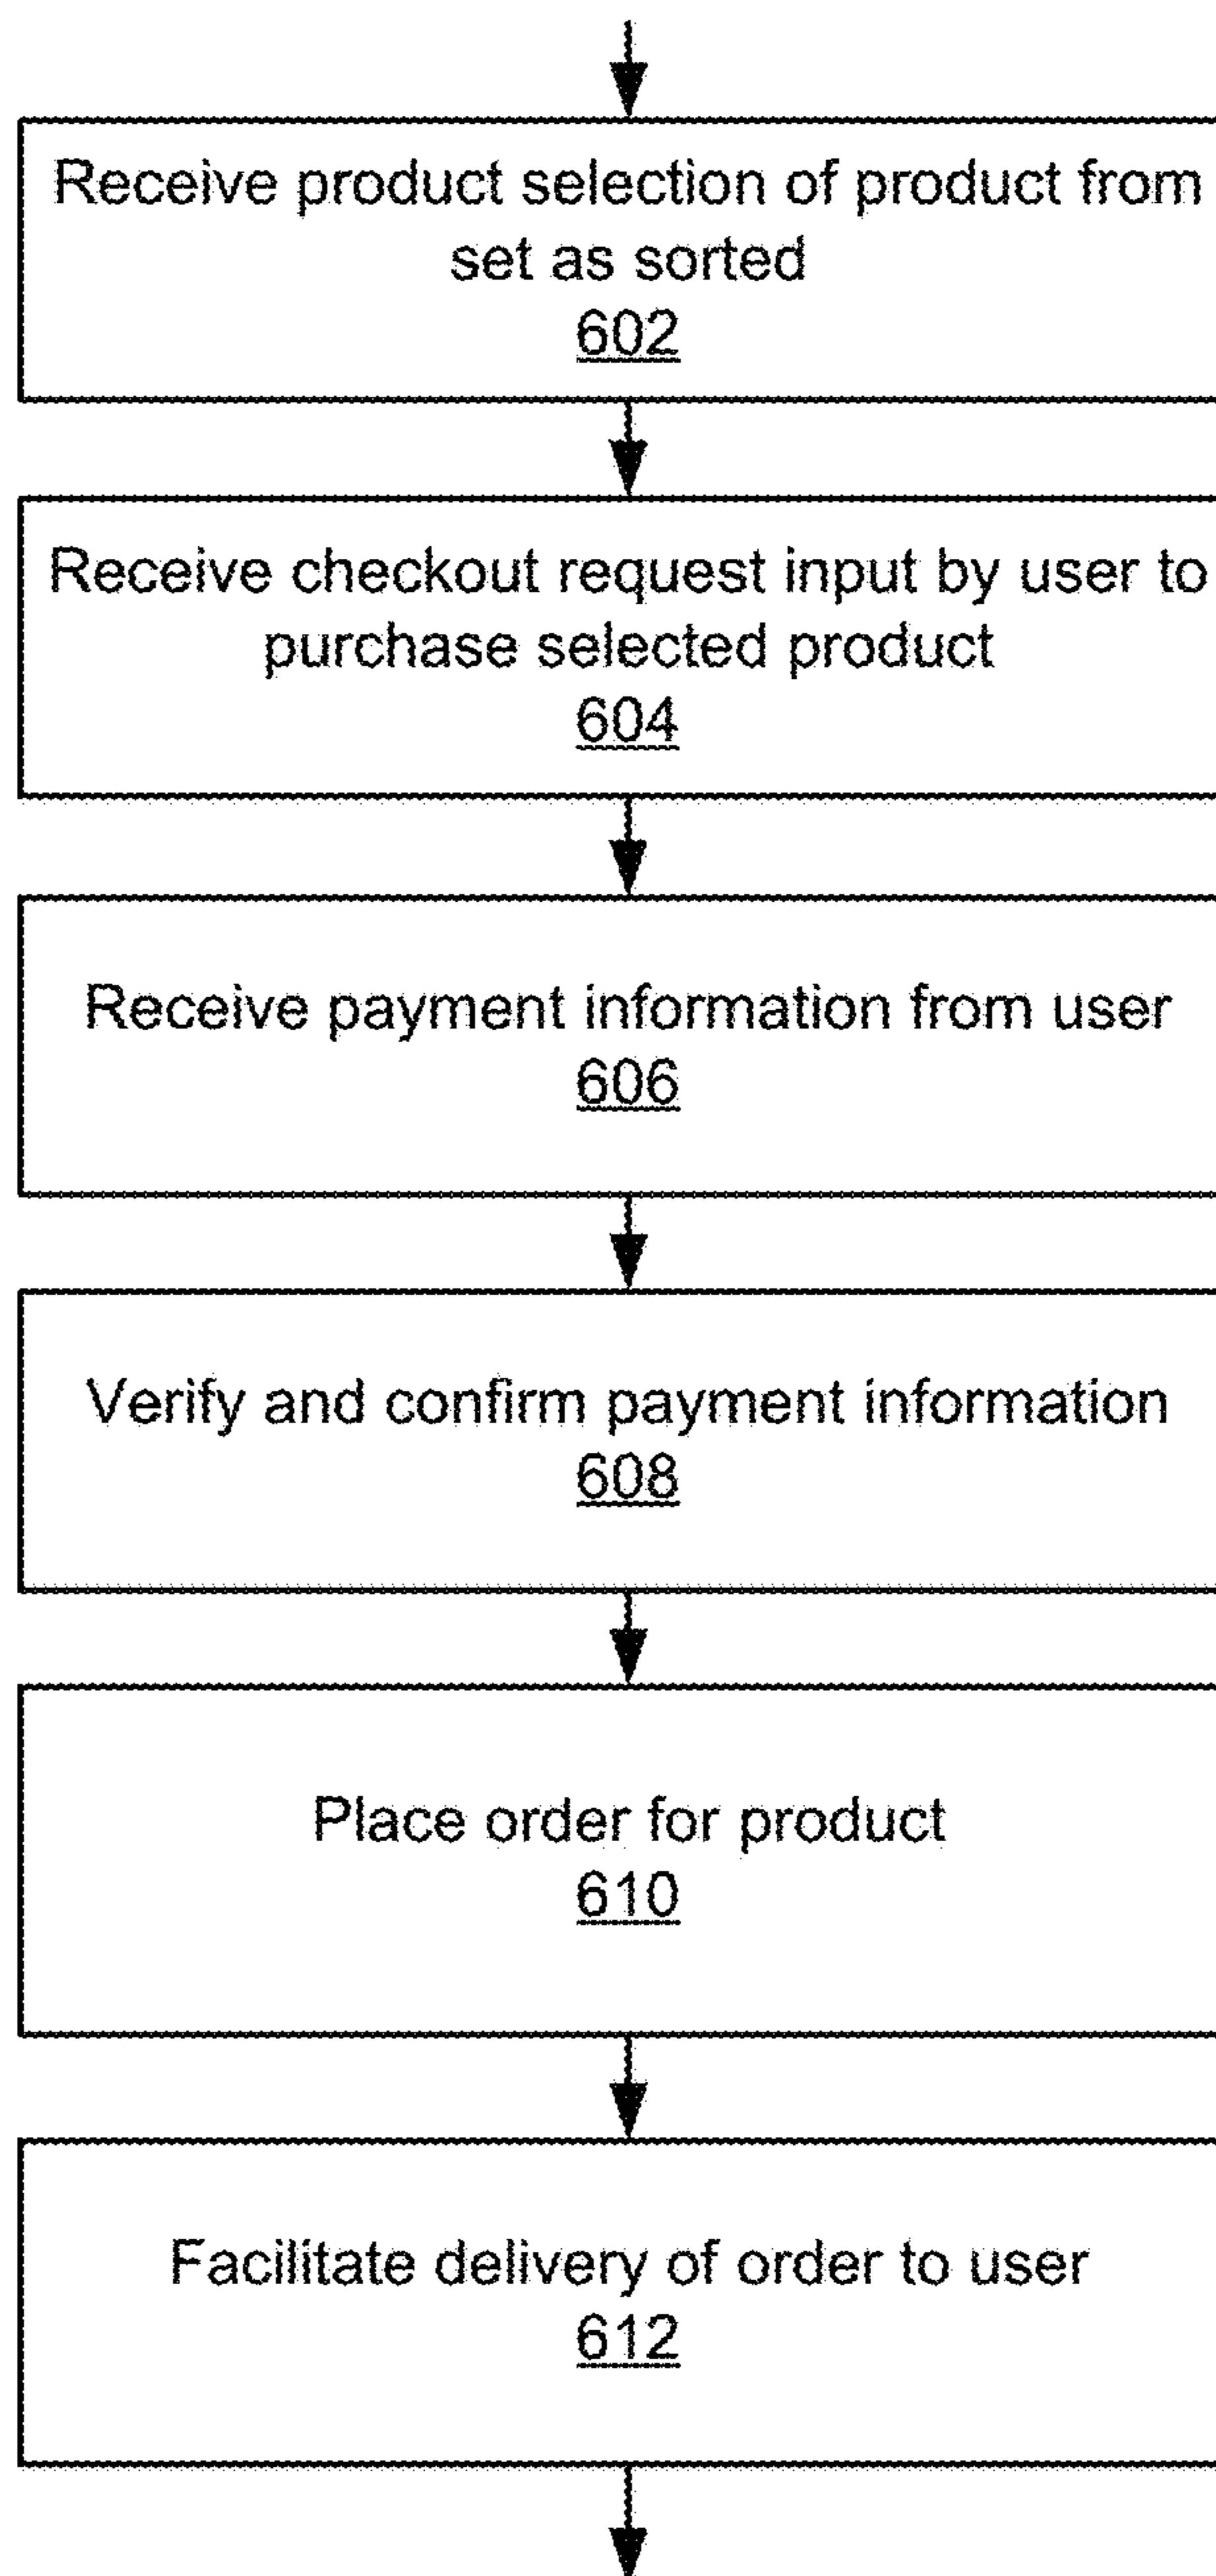 Receive product selection of product from
set as sorted
602
Receive checkout request input by user to
purchase selected product
604
Receive payment information from user
606
Verify and confirm payment information
608
Place order for product
610
Facilitate delivery of order to user
612